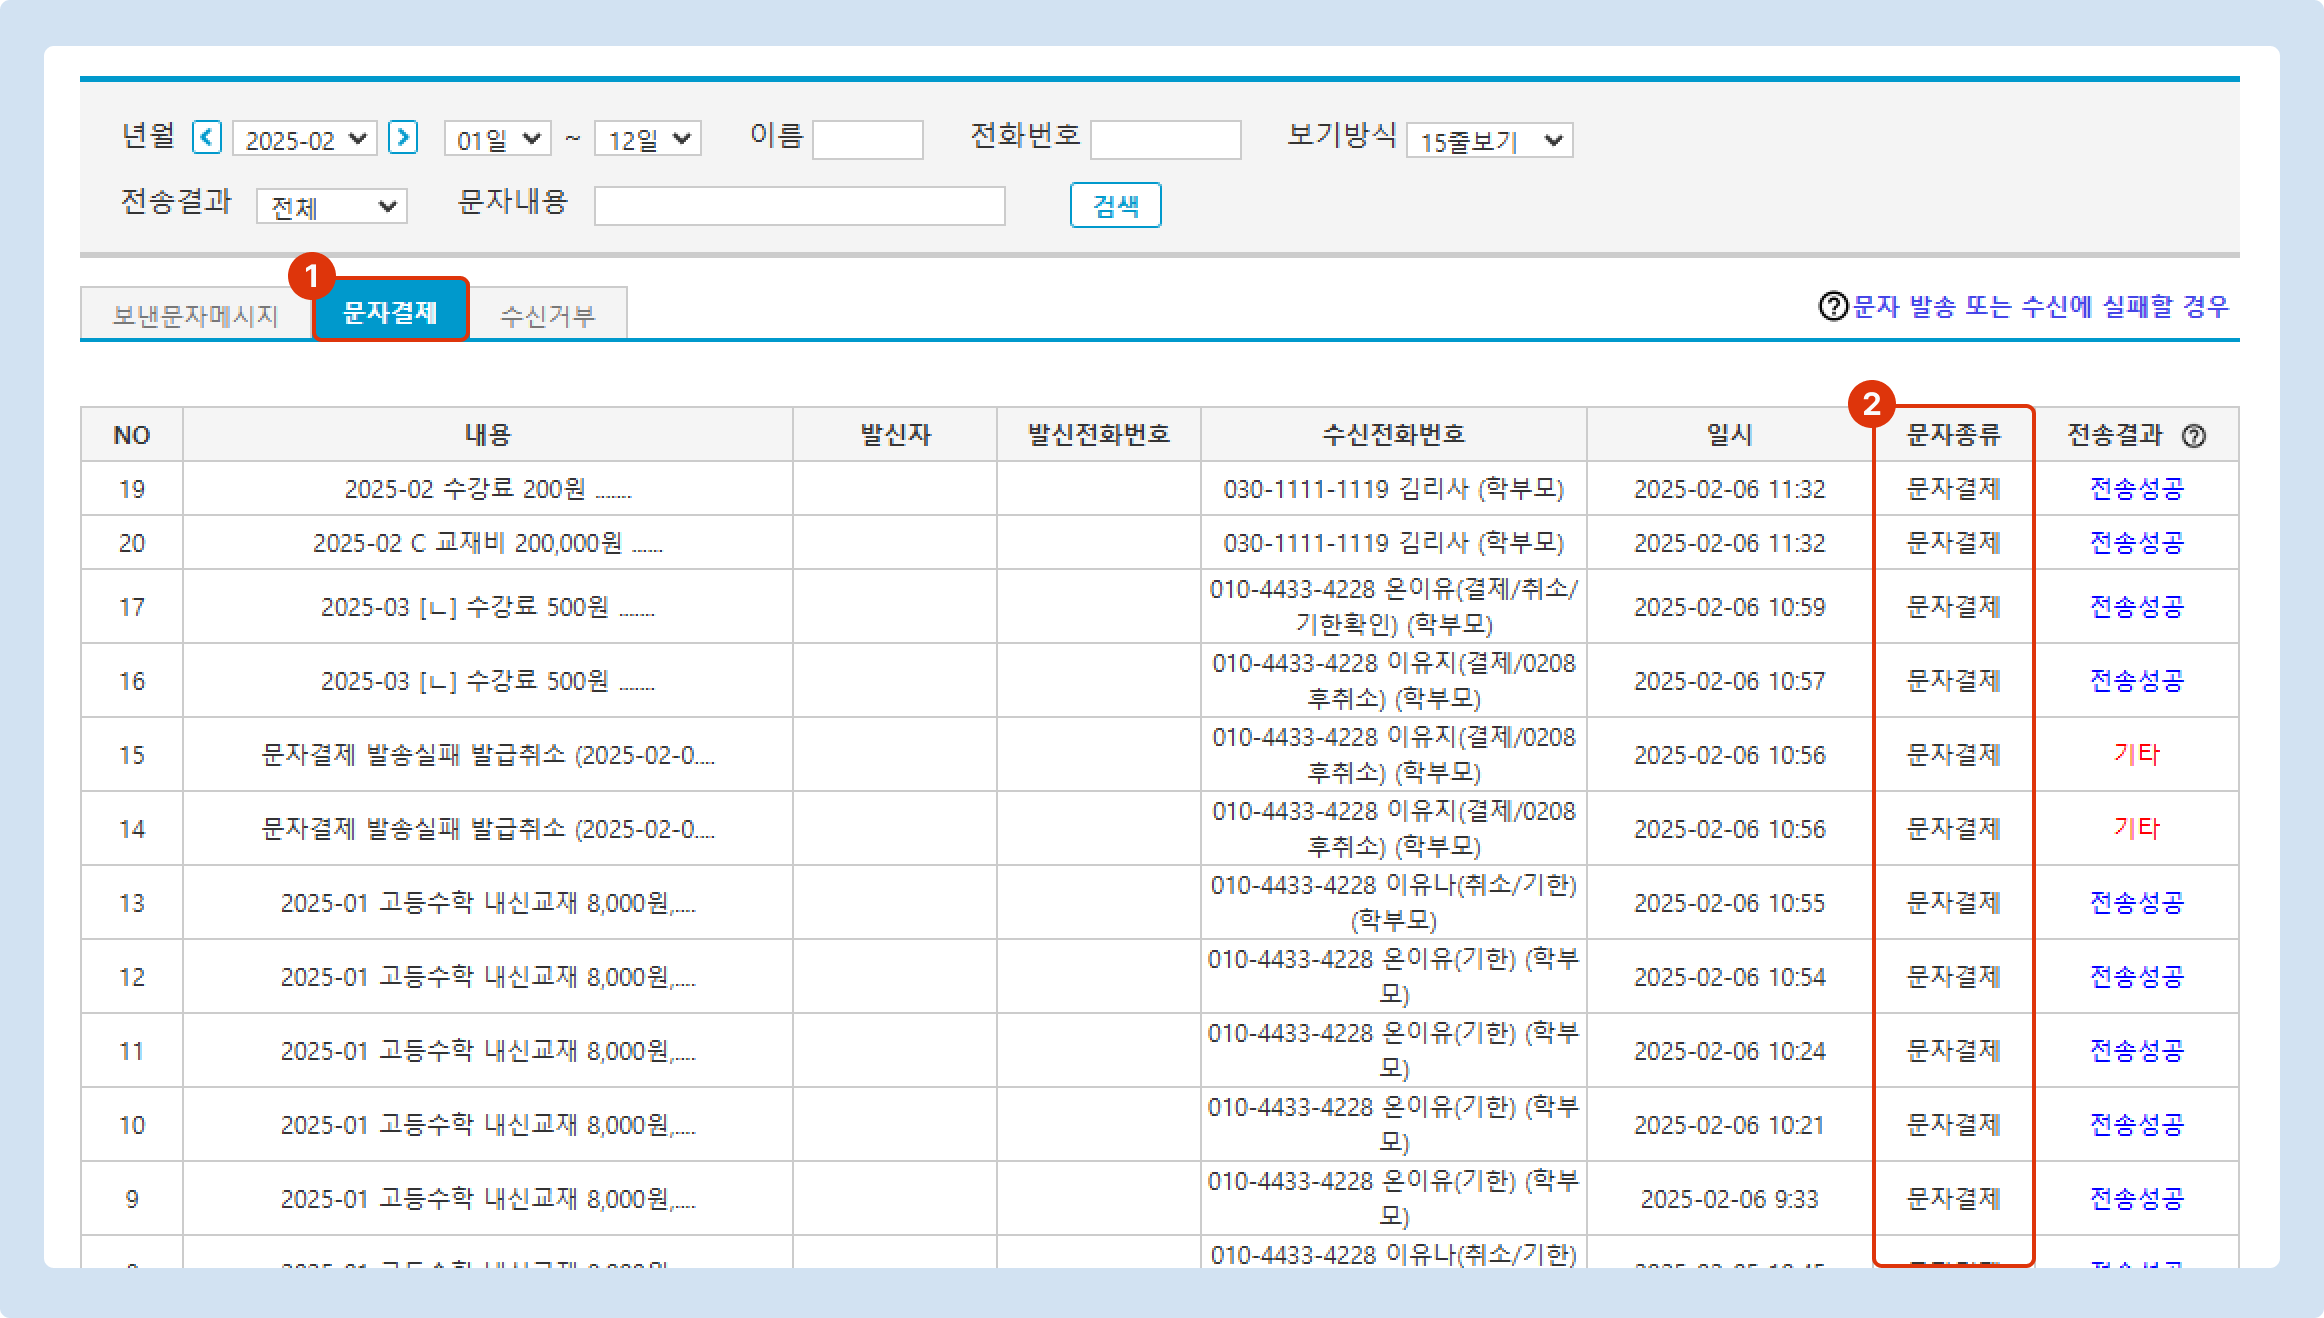 년월 2025-02 01일 ~ 12일 이름 전화번호 보기방식 15줄보기
전송결과 전체 문자내용 검색
1
보낸문자메시지 문자결제 수신거부 ?문자 발송 또는 수신에 실패할 경우
2
NO 내용 발신자 발신전화번호 수신전화번호 일시 문자종류 전송결과 ?
19 2025-02 수강료 200원 ....... 030-1111-1119 김리사 (학부모) 2025-02-06 11:32 문자결제 전송성공
20 2025-02 C 교재비 200,000원 ...... 030-1111-1119 김리사 (학부모) 2025-02-06 11:32 문자결제 전송성공
17 2025-03 [ㄴ] 수강료 500원 ....... 010-4433-4228 온이유(결제/취소/
기한확인) (학부모) 2025-02-06 10:59 문자결제 전송성공
16 2025-03 [ㄴ] 수강료 500원 ....... 010-4433-4228 이유지(결제/0208
후취소) (학부모) 2025-02-06 10:57 문자결제 전송성공
15 문자결제 발송실패 발급취소 (2025-02-0.... 010-4433-4228 이유지(결제/0208
후취소) (학부모) 2025-02-06 10:56 문자결제 기타
14 문자결제 발송실패 발급취소 (2025-02-0.... 010-4433-4228 이유지(결제/0208
후취소) (학부모) 2025-02-06 10:56 문자결제 기타
13 2025-01 고등수학 내신교재 8,000원,.... 010-4433-4228 이유나(취소/기한)
(학부모) 2025-02-06 10:55 문자결제 전송성공
12 2025-01 고등수학 내신교재 8,000원,.... 010-4433-4228 온이유(기한) (학부
모) 2025-02-06 10:54 문자결제 전송성공
11 2025-01 고등수학 내신교재 8,000원,.... 010-4433-4228 온이유(기한) (학부
모) 2025-02-06 10:24 문자결제 전송성공
10 2025-01 고등수학 내신교재 8,000원,.... 010-4433-4228 온이유(기한) (학부
모) 2025-02-06 10:21 문자결제 전송성공
9 2025-01 고등수학 내신교재 8,000원,.... 010-4433-4228 온이유(기한) (학부
모) 2025-02-06 9:33 문자결제 전송성공
010-4433-4228 이유나(취소/기한)